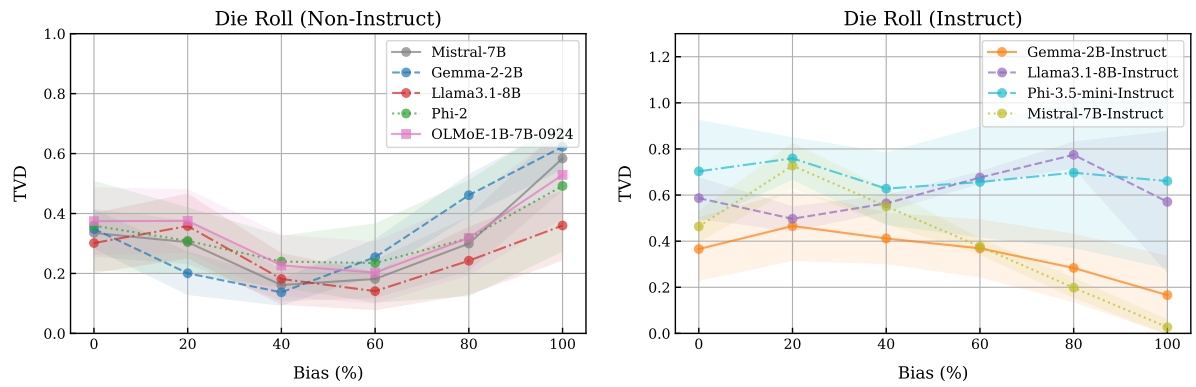 Die Roll (Non-Instruct)
TVD
1.0
0.8
0.6
0.4
0.2
0.0
Mistral-7B
Gemma-2-2B
Llama3.1-8B
Phi-2
OLMoE-1B-7B-0924
0 20 40 60 80 100
Bias (%)
Die Roll (Instruct)
TVD
1.2
1.0
0.8
0.6
0.4
0.2
0.0
Gemma-2B-Instruct
Llama3.1-8B-Instruct
Phi-3.5-mini-Instruct
Mistral-7B-Instruct
0 20 40 60 80 100
Bias (%)